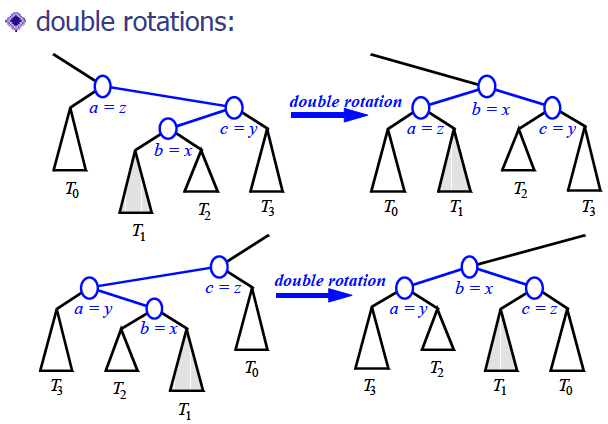 double rotations:
a = z
c = y
b = x
T0
T1
T2
T3
double rotation
b = x
a = z
c = y
T0
T1
T2
T3
c = z
a = y
b = x
T3
T2
T1
T0
double rotation
b = x
a = y
c = z
T3
T2
T1
T0